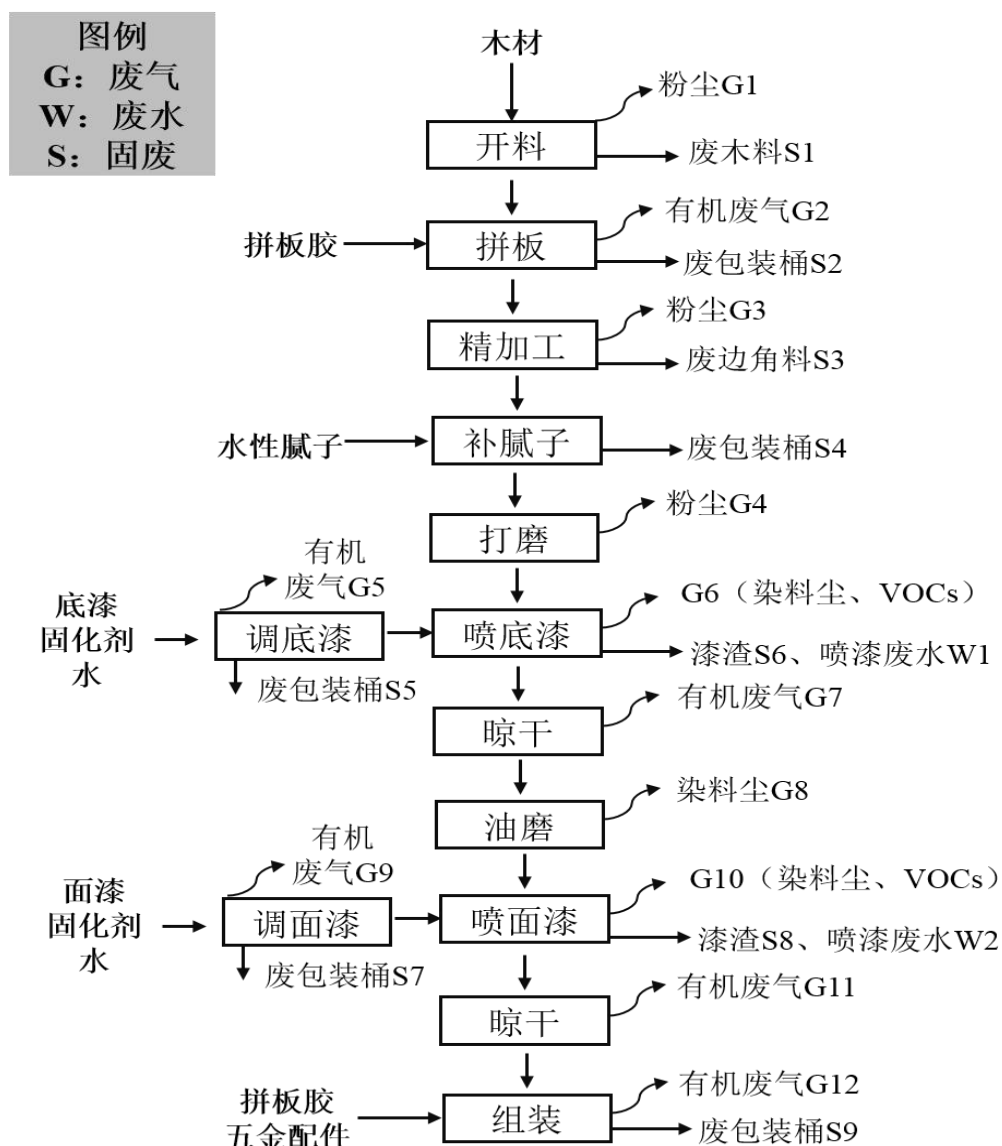 图例
G：废气
W：废水
S：固废
木材
粉尘G1
开料
废木料S1
有机废气G2
拼板胶
拼板
废包装桶S2
粉尘G3
精加工
废边角料S3
水性腻子
补腻子
废包装桶S4
粉尘G4
打磨
有机
废气G5
底漆
固化剂
水
调底漆
废包装桶S5
喷底漆
G6（染料尘、VOCs）
漆渣S6、喷漆废水W1
有机废气G7
晾干
染料尘G8
油磨
有机
废气G9
面漆
固化剂
水
调面漆
废包装桶S7
喷面漆
G10（染料尘、VOCs）
漆渣S8、喷漆废水W2
有机废气G11
晾干
有机废气G12
拼板胶
五金配件
组装
废包装桶S9